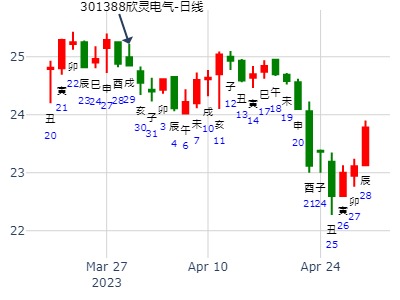 301388欣灵电气-日线
25
24
23
22
丑
20
寅
21
卯
22
辰
23
巳
24
申
27
酉
28
戌
29
亥
30
子
31
卯
3
辰
4
午
6
未
7
戌
10
亥
11
子
12
丑
13
寅
14
巳
17
午
18
未
19
申
20
酉
21
子
24
丑
25
寅
26
卯
27
辰
28
Mar 27
2023
Apr 10
Apr 24